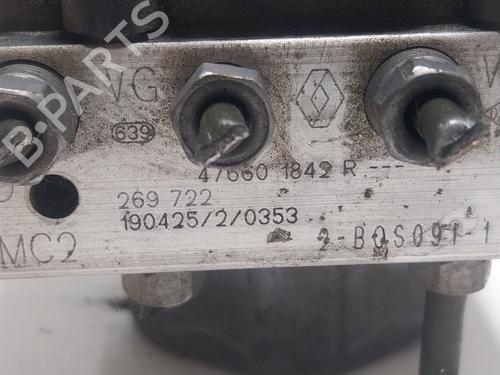 VG
639
47660 1842 R ---
269 722
190425/2/0353
MC2
2-BOS091-1
B-PARTS